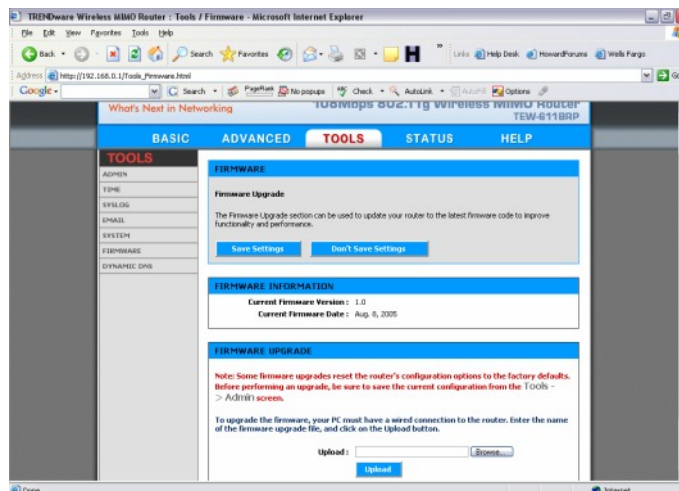 TRENDware Wireless MIMO Router : Tools / Firmware - Microsoft Internet Explorer
File Edit View Favorites Tools Help
Back Search Favorites Links Help Desk HowardForums Wells Fargo
Address http://192.168.0.1/Tools_Firmware.html Go
Google Search PageRank No popups Check AutoLink AutoFill Options
What's Next in Networking
108Mbps 802.11g Wireless MIMO Router
TEW-611BRP
BASIC ADVANCED TOOLS STATUS HELP
TOOLS
ADMIN
TIME
SYSLOG
EMAIL
SYSTEM
FIRMWARE
DYNAMIC DNS
FIRMWARE
Firmware Upgrade
The Firmware Upgrade section can be used to update your router to the latest firmware code to improve
functionality and performance.
Save Settings Don't Save Settings
FIRMWARE INFORMATION
Current Firmware Version : 1.0
Current Firmware Date : Aug. 8, 2005
FIRMWARE UPGRADE
Note: Some firmware upgrades reset the router's configuration options to the factory defaults.
Before performing an upgrade, be sure to save the current configuration from the Tools -
> Admin screen.
To upgrade the firmware, your PC must have a wired connection to the router. Enter the name
of the firmware upgrade file, and click on the Upload button.
Upload : Browse...
Upload
Done Internet